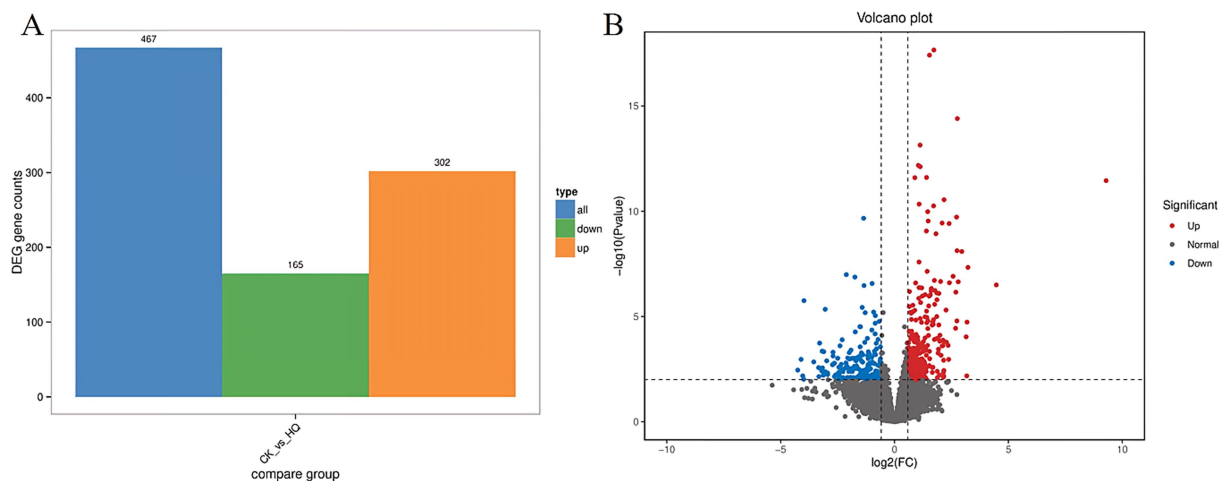 A
467
165
302
400
300
200
100
0
DEG gene counts
CK_vs_HQ
compare group
type
all
down
up
B
Volcano plot
15
10
5
0
−log10(Pvalue)
−10
−5
0
5
10
log2(FC)
Significant
Up
Normal
Down